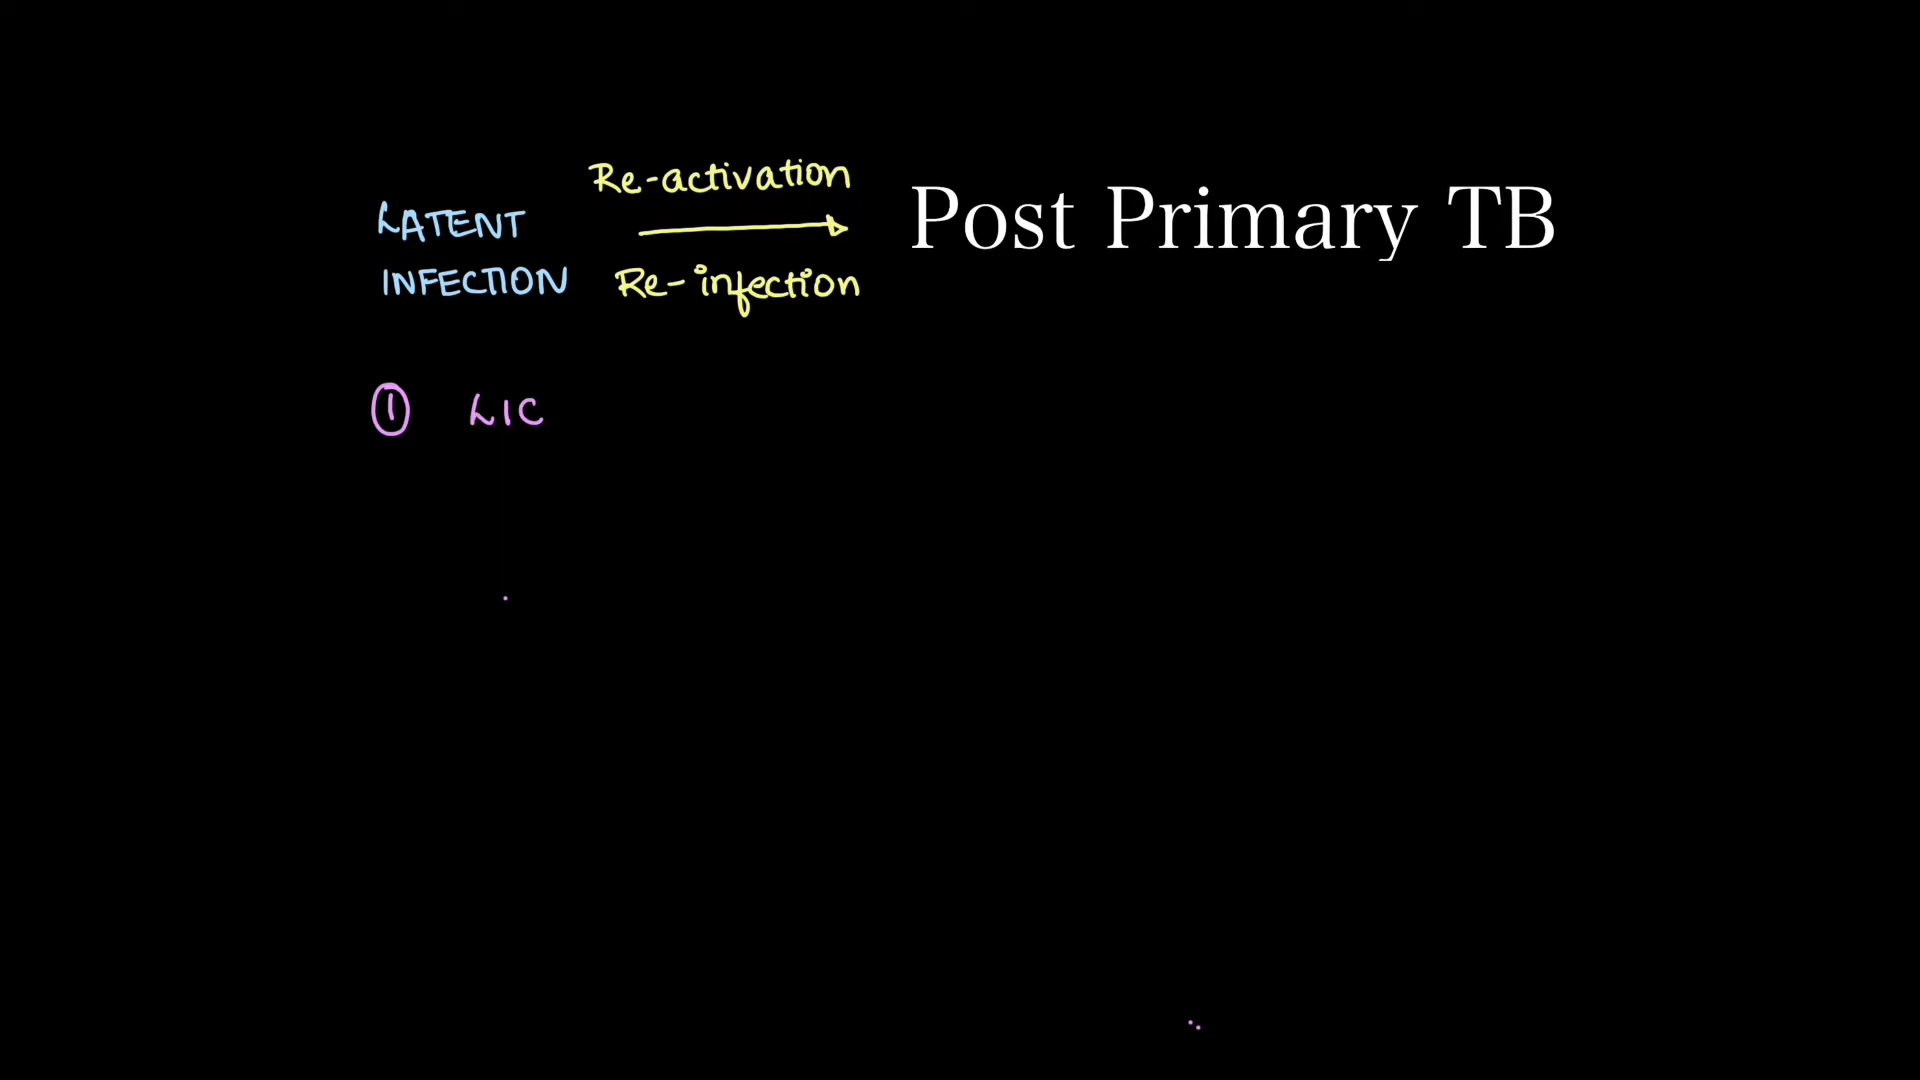 Re-activation
LATENT
Post Primary TB
INFECTION
Re-infection
① LIC